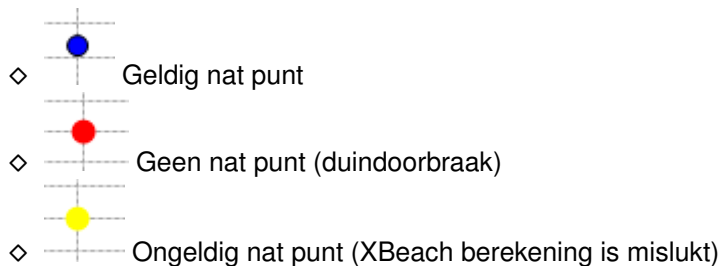 Geldig nat punt
Geen nat punt (duindoorbraak)
Ongeldig nat punt (XBeach berekening is mislukt)